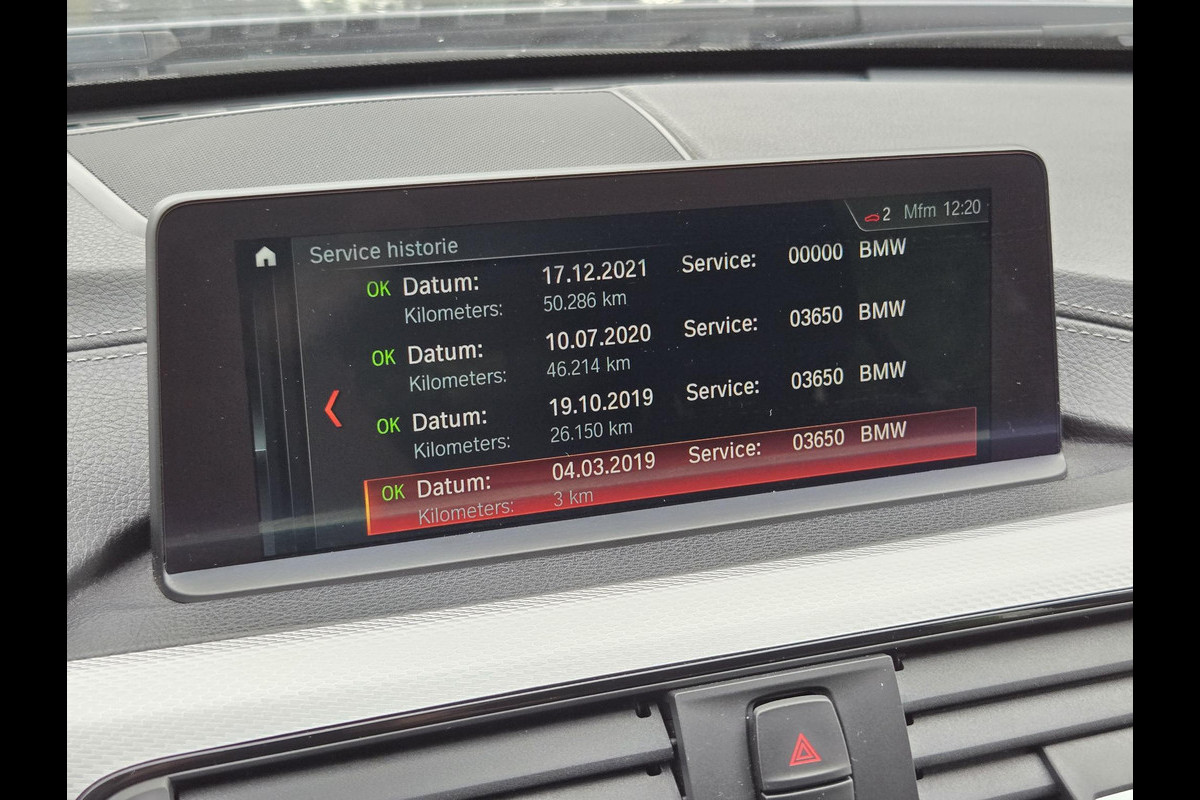 2 Mfm 12:20
Service historie
OK Datum: 17.12.2021 Service: 00000 BMW
Kilometers: 50.286 km
OK Datum: 10.07.2020 Service: 03650 BMW
Kilometers: 46.214 km
OK Datum: 19.10.2019 Service: 03650 BMW
Kilometers: 26.150 km
OK Datum: 04.03.2019 Service: 03650 BMW
Kilometers: 3 km